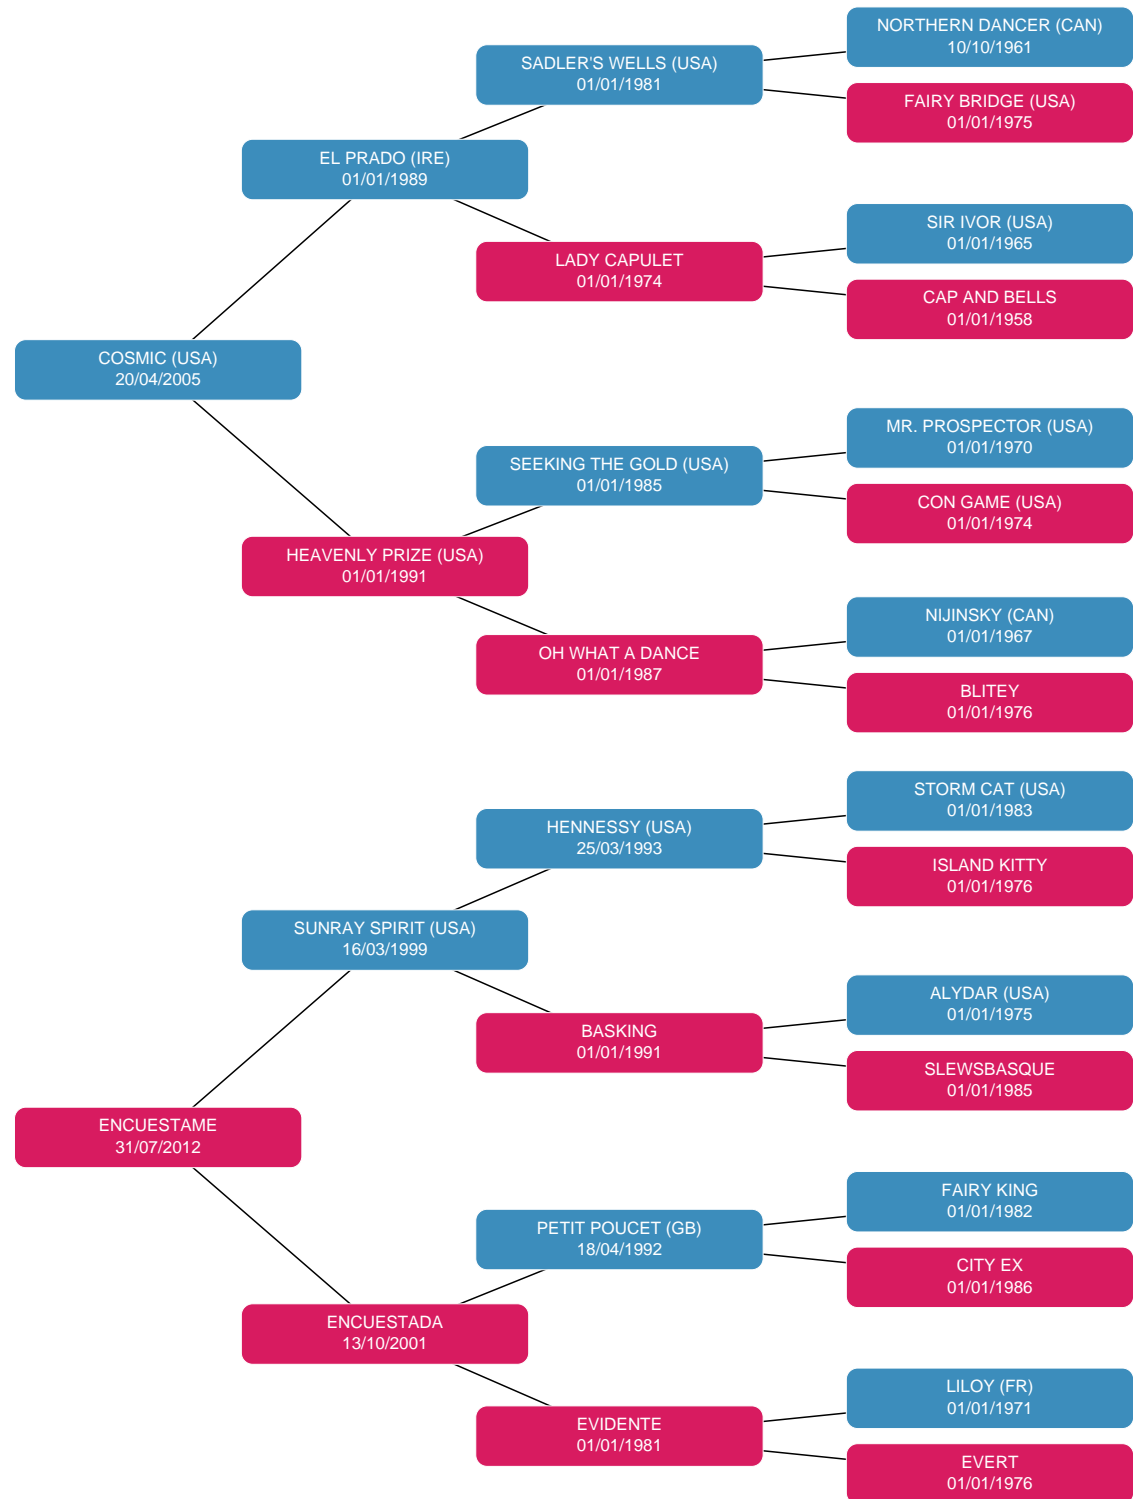 NORTHERN DANCER (CAN)
10/10/1961
SADLER'S WELLS (USA)
01/01/1981
FAIRY BRIDGE (USA)
01/01/1975
EL PRADO (IRE)
01/01/1989
SIR IVOR (USA)
01/01/1965
LADY CAPULET
01/01/1974
CAP AND BELLS
01/01/1958
COSMIC (USA)
20/04/2005
MR. PROSPECTOR (USA)
01/01/1970
SEEKING THE GOLD (USA)
01/01/1985
CON GAME (USA)
01/01/1974
HEAVENLY PRIZE (USA)
01/01/1991
NIJINSKY (CAN)
01/01/1967
OH WHAT A DANCE
01/01/1987
BLITEY
01/01/1976
STORM CAT (USA)
01/01/1983
HENNESSY (USA)
25/03/1993
ISLAND KITTY
01/01/1976
SUNRAY SPIRIT (USA)
16/03/1999
ALYDAR (USA)
01/01/1975
BASKING
01/01/1991
SLEWSBASQUE
01/01/1985
ENCUESTAME
31/07/2012
FAIRY KING
01/01/1982
PETIT POUCET (GB)
18/04/1992
CITY EX
01/01/1986
ENCUESTADA
13/10/2001
LILOY (FR)
01/01/1971
EVIDENTE
01/01/1981
EVERT
01/01/1976